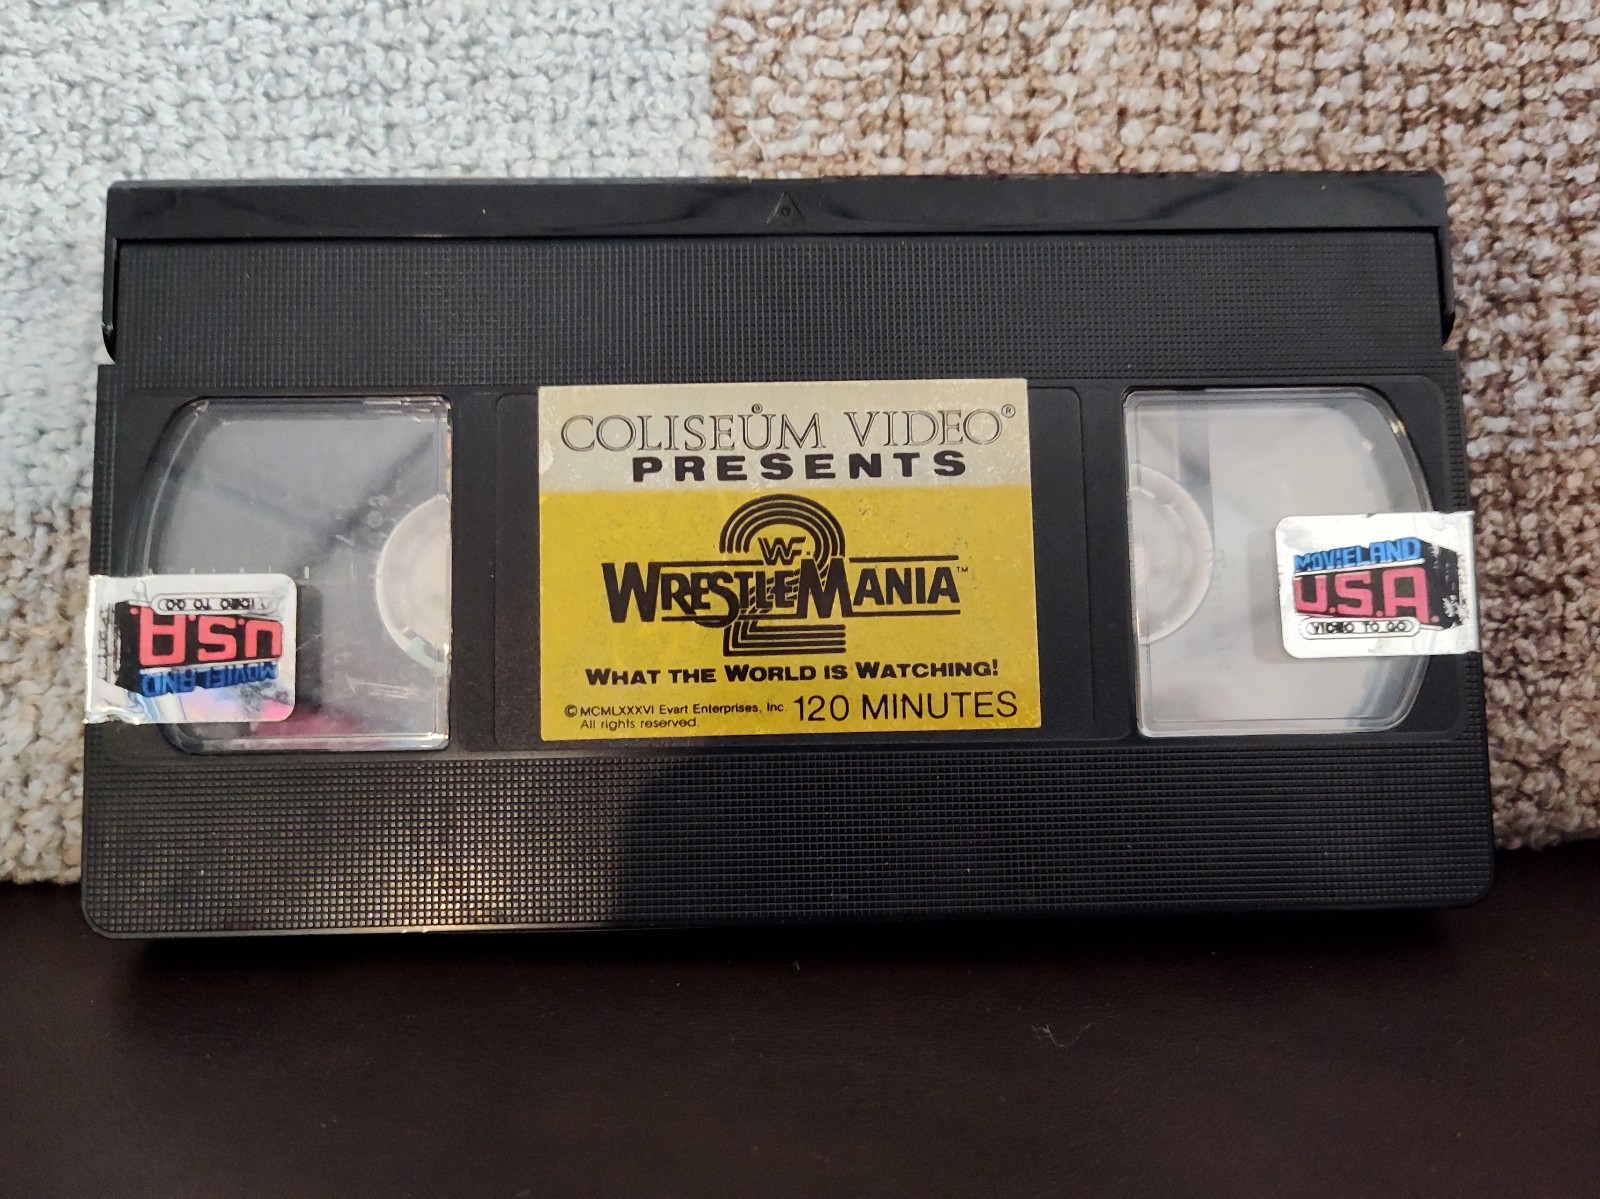 COLISEUM VIDEO®
PRESENTS
2
WF
WRESTLEMANIA™
WHAT THE WORLD IS WATCHING!
© MCMLXXXVI Evart Enterprises, Inc.
All rights reserved.
120 MINUTES
MOVIELAND
U.S.A.
VIDEO TO GO
MOVIELAND
U.S.A.
VIDEO TO GO